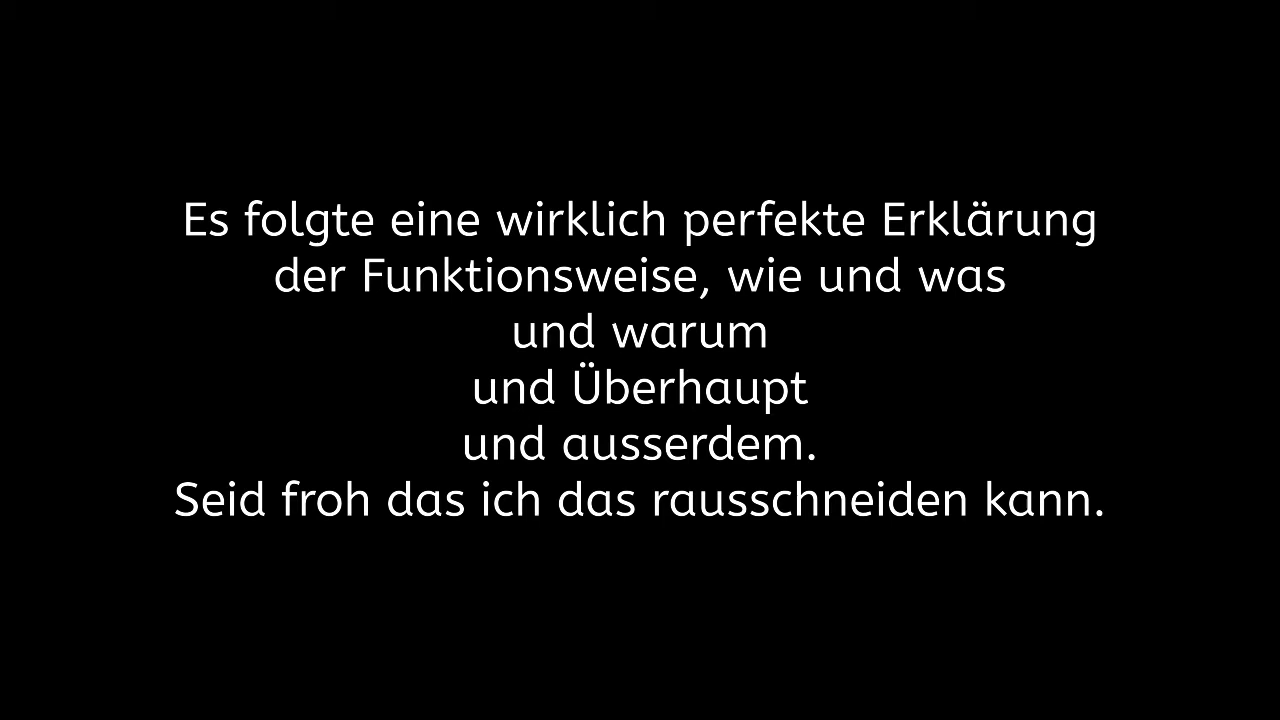 Es folgte eine wirklich perfekte Erklärung
der Funktionsweise, wie und was
und warum
und Überhaupt
und ausserdem.
Seid froh das ich das rausschneiden kann.